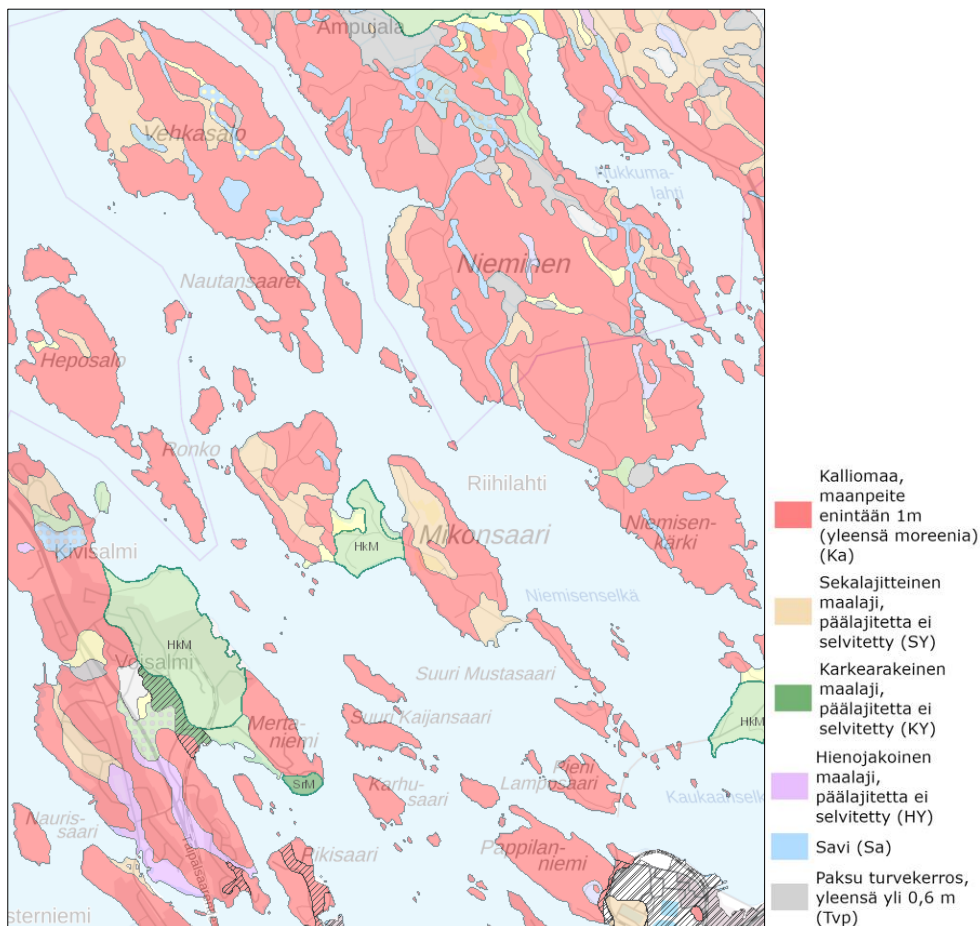 Ampujala
Vehkasalo
Nukkuma-
lahti
Nieminen
Nautansaaret
Heposalo
Ronko
Riihilahti
HkM
Mikonsaari
Niemisen-
kärki
Kivisalmi
Niemisenselkä
HkM
Voisalmi
Suuri Mustasaari
Merta-
niemi
Suuri Kaijansaari
HkM
SrM
Karhu-
saari
Pieni
Lamposaari
Kaukaanselk
Nauris-
saari
Pikisaari
Pappilan-
niemi
sterniemi
Kalliomaa,
maanpeite
enintään 1m
(yleensä moreenia)
(Ka)
Sekalajitteinen
maalaji,
päälajitetta ei
selvitetty (SY)
Karkearakeinen
maalaji,
päälajitetta ei
selvitetty (KY)
Hienojakoinen
maalaji,
päälajitetta ei
selvitetty (HY)
Savi (Sa)
Paksu turvekerros,
yleensä yli 0,6 m
(Tvp)